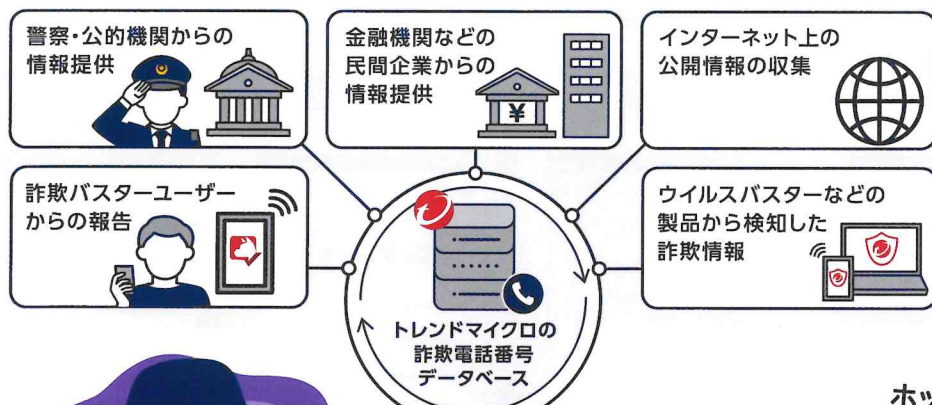 警察・公的機関からの
情報提供
金融機関などの
民間企業からの
情報提供
¥
インターネット上の
公開情報の収集
詐欺バスターユーザー
からの報告
ウイルスバスターなどの
製品から検知した
詐欺情報
トレンドマイクロの
詐欺電話番号
データベース
ホッ